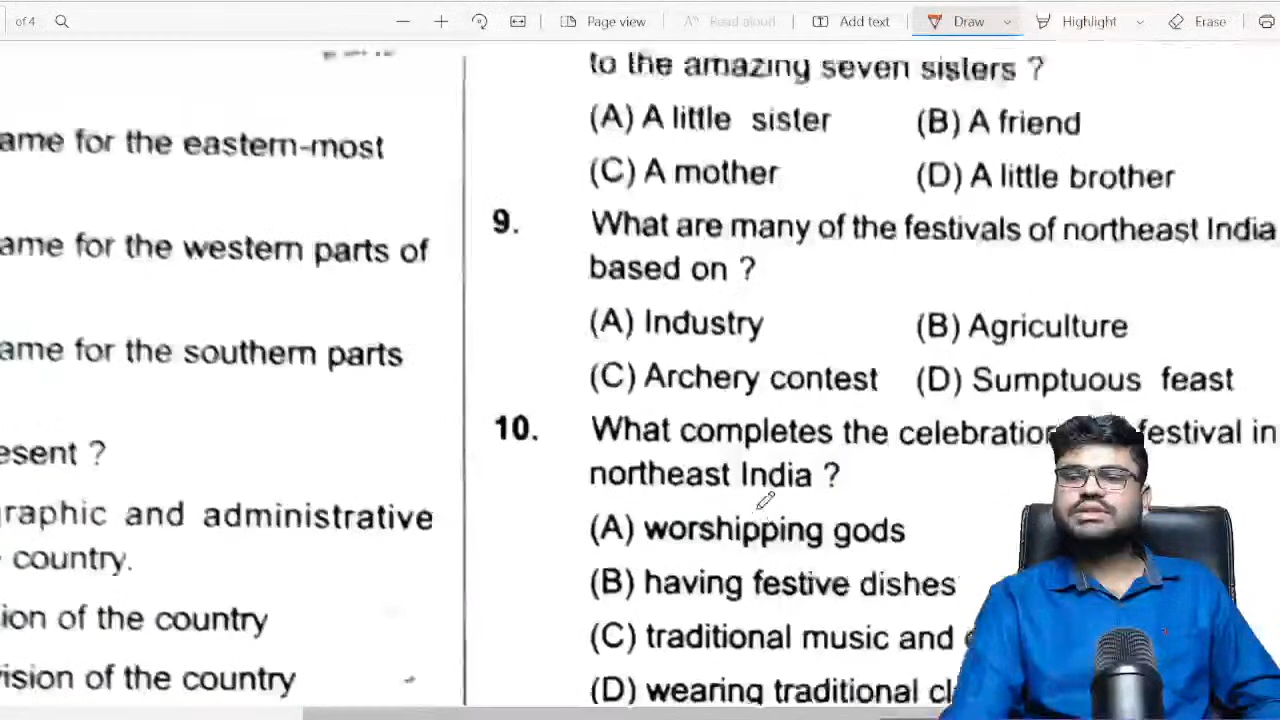 of 4
Page view
Read aloud
Add text
Draw
Highlight
Erase
ame for the eastern-most
ame for the western parts of
ame for the southern parts
esent ?
graphic and administrative
country.
ion of the country
ision of the country
to the amazing seven sisters ?
(A) A little sister (B) A friend
(C) A mother (D) A little brother
9. What are many of the festivals of northeast India
based on ?
(A) Industry (B) Agriculture
(C) Archery contest (D) Sumptuous feast
10. What completes the celebration festival in
northeast India ?
(A) worshipping gods
(B) having festive dishes
(C) traditional music and
(D) wearing traditional cl